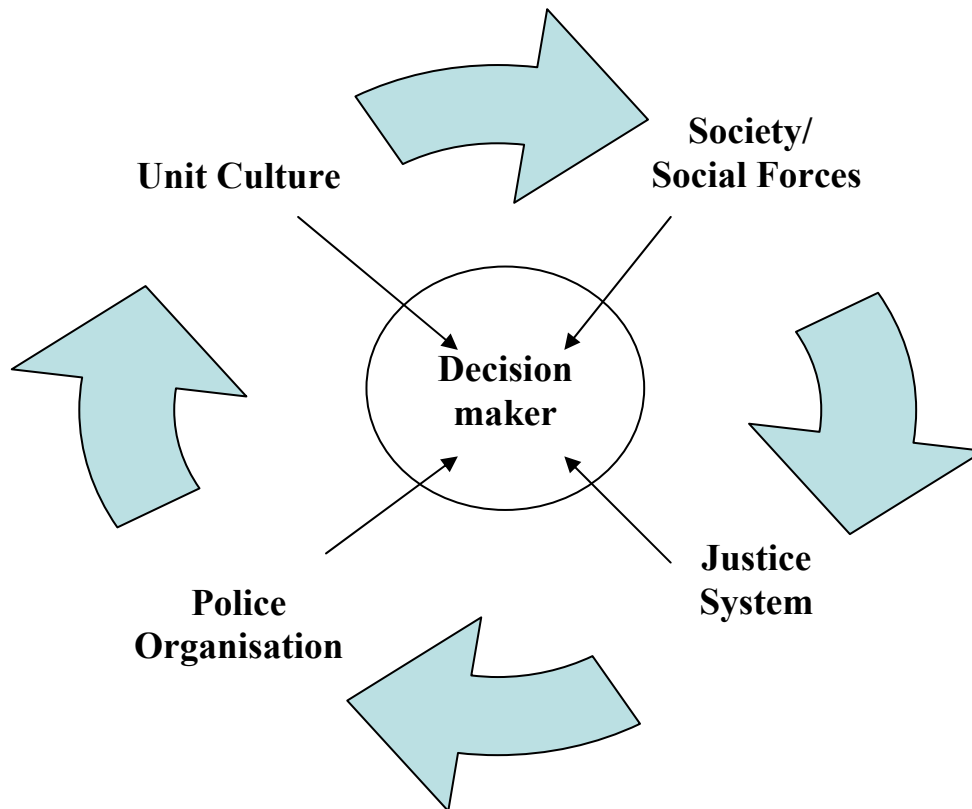 Unit Culture
Society/
Social Forces
Decision
maker
Police
Organisation
Justice
System